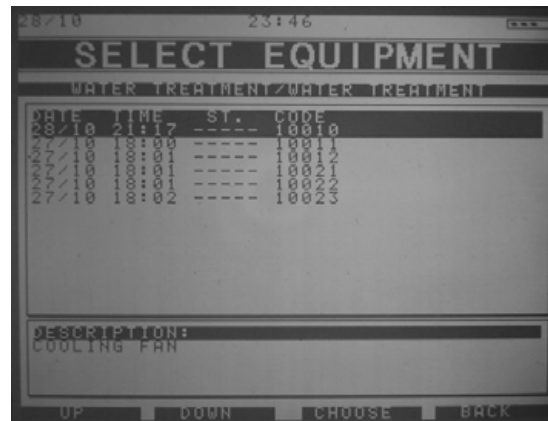 28/10 23:46
SELECT EQUIPMENT
WATER TREATMENT/WATER TREATMENT
DATE TIME ST. CODE
28/10 21:17 ----- 10010
27/10 18:00 ----- 10011
27/10 18:01 ----- 10012
27/10 18:01 ----- 10021
27/10 18:01 ----- 10022
27/10 18:02 ----- 10023
DESCRIPTION:
COOLING FAN
UP DOWN CHOOSE BACK